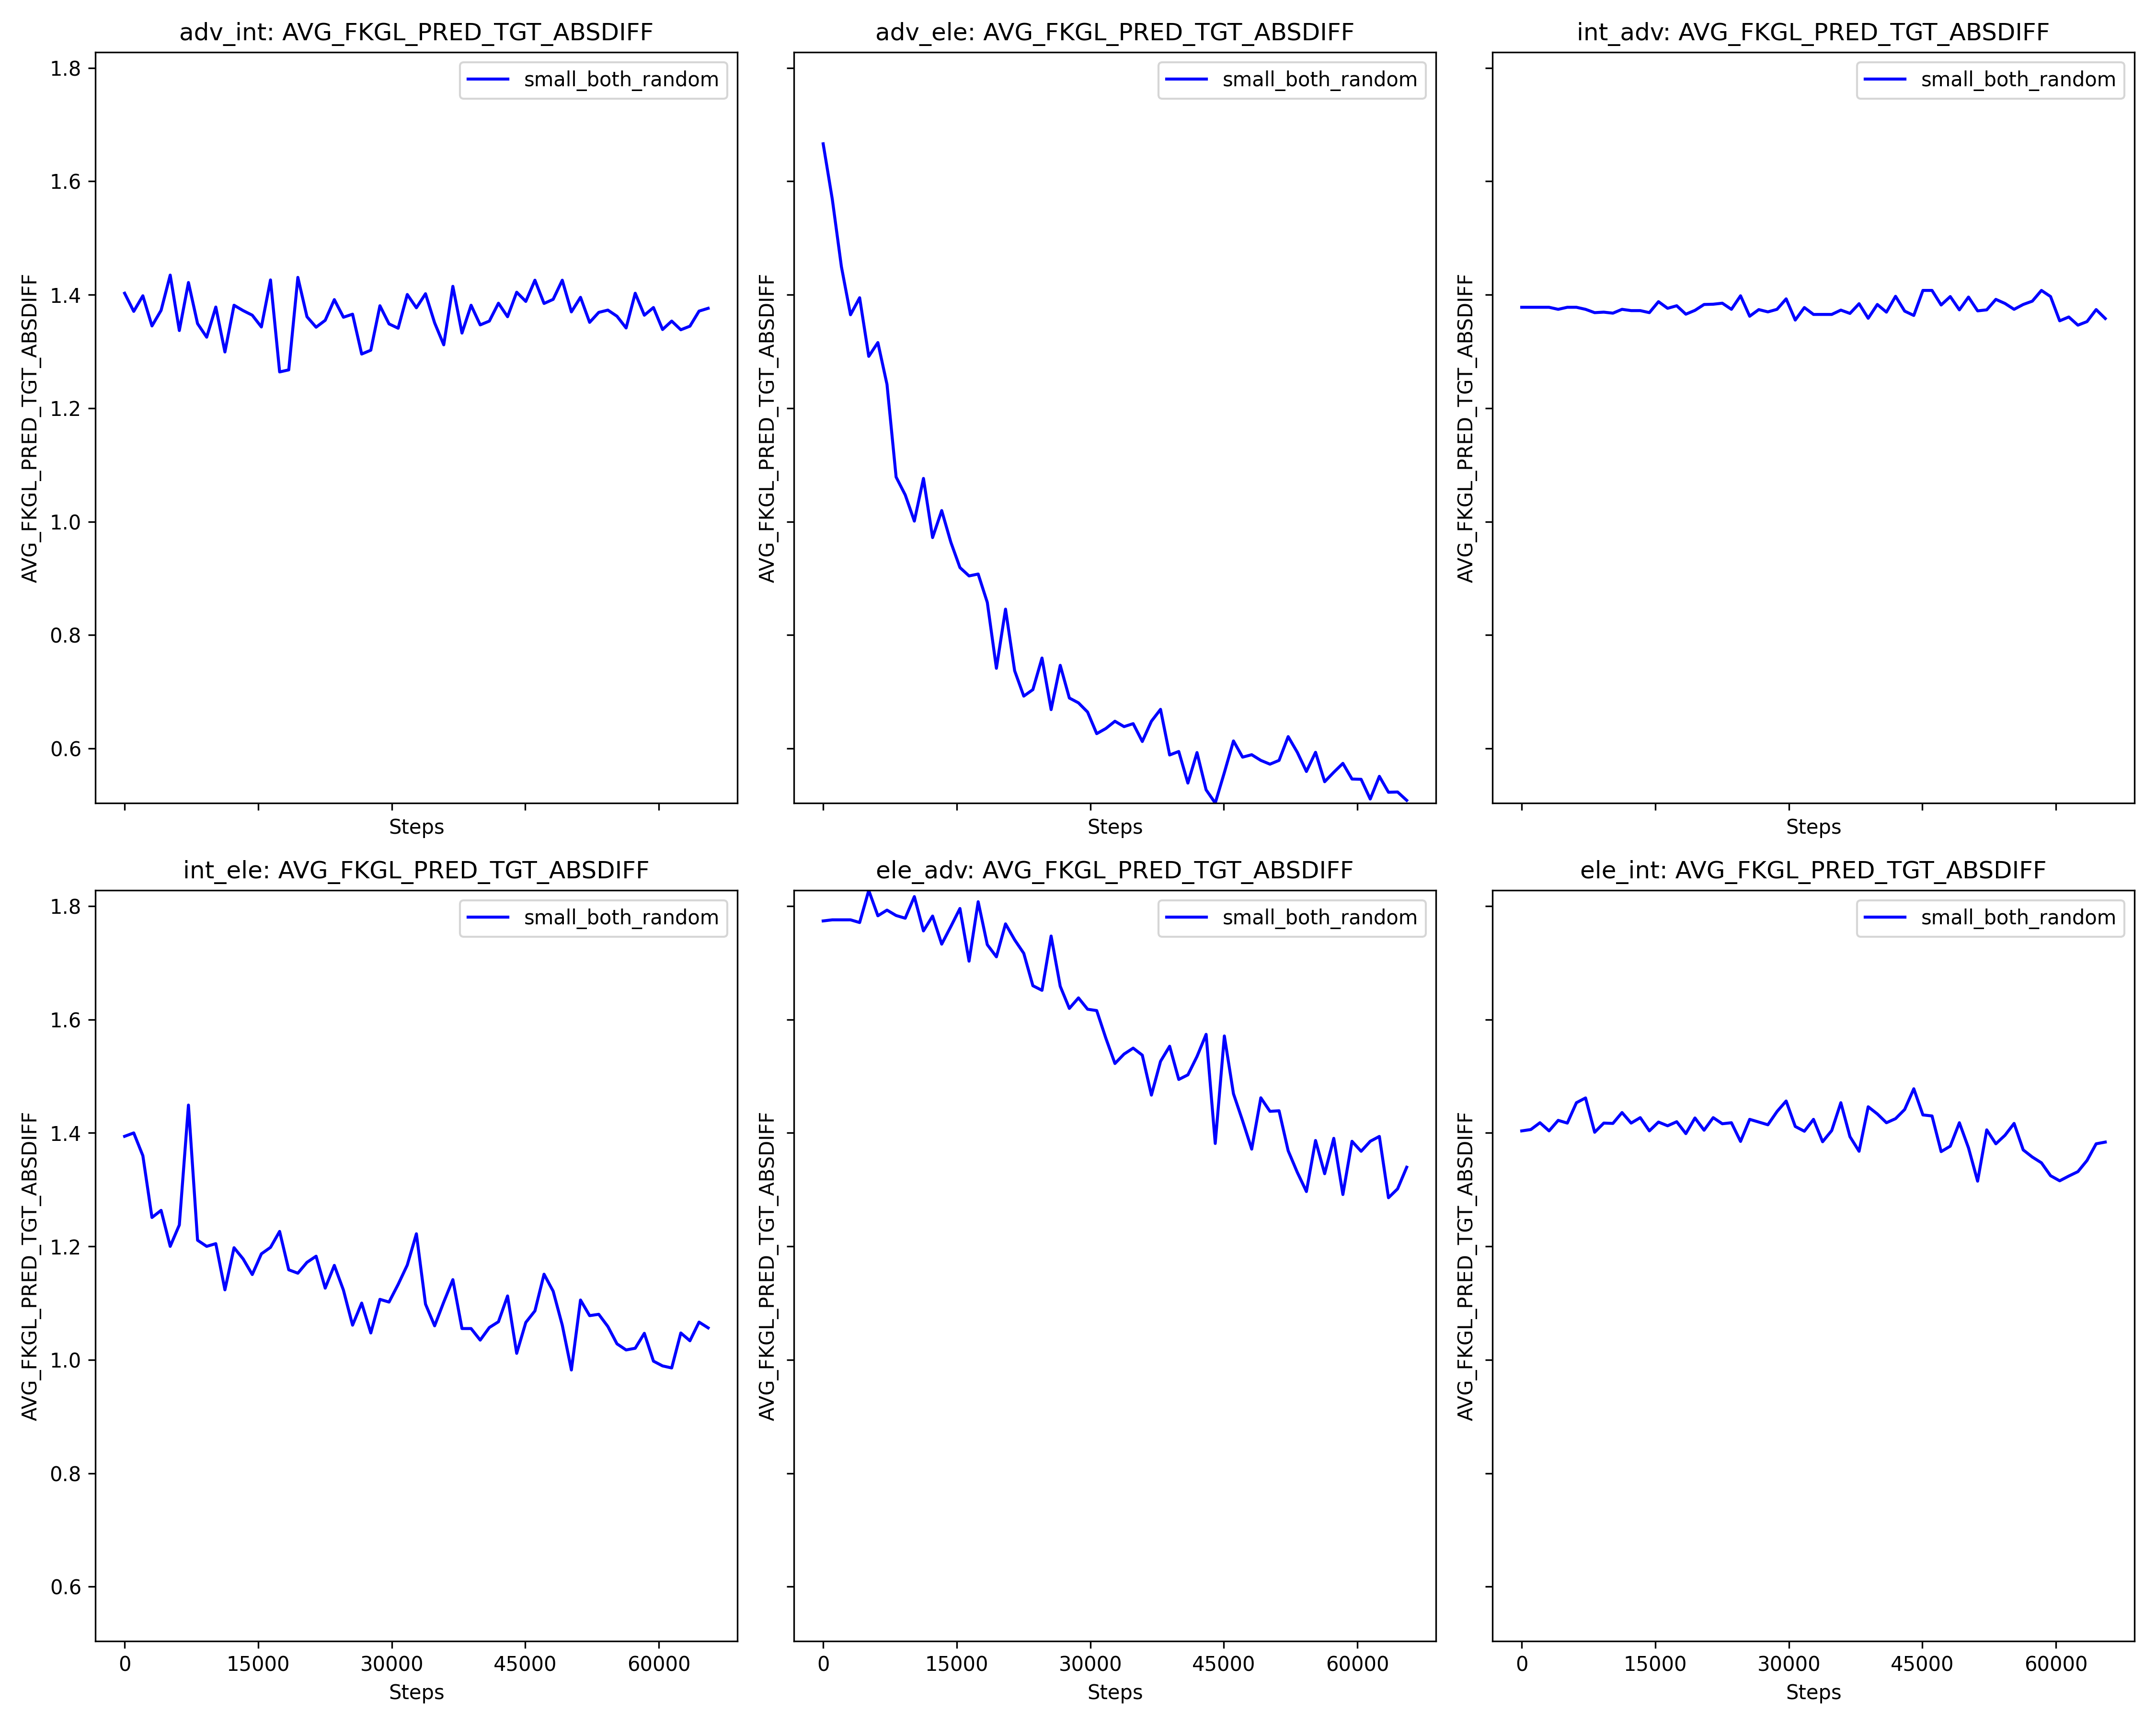 adv_int: AVG_FKGL_PRED_TGT_ABSDIFF
adv_ele: AVG_FKGL_PRED_TGT_ABSDIFF
int_adv: AVG_FKGL_PRED_TGT_ABSDIFF
small_both_random
small_both_random
small_both_random
AVG_FKGL_PRED_TGT_ABSDIFF
1.8
1.6
1.4
1.2
1.0
0.8
0.6
AVG_FKGL_PRED_TGT_ABSDIFF
AVG_FKGL_PRED_TGT_ABSDIFF
Steps
Steps
Steps
int_ele: AVG_FKGL_PRED_TGT_ABSDIFF
ele_adv: AVG_FKGL_PRED_TGT_ABSDIFF
ele_int: AVG_FKGL_PRED_TGT_ABSDIFF
small_both_random
small_both_random
small_both_random
AVG_FKGL_PRED_TGT_ABSDIFF
1.8
1.6
1.4
1.2
1.0
0.8
0.6
AVG_FKGL_PRED_TGT_ABSDIFF
AVG_FKGL_PRED_TGT_ABSDIFF
0 15000 30000 45000 60000
0 15000 30000 45000 60000
0 15000 30000 45000 60000
Steps
Steps
Steps